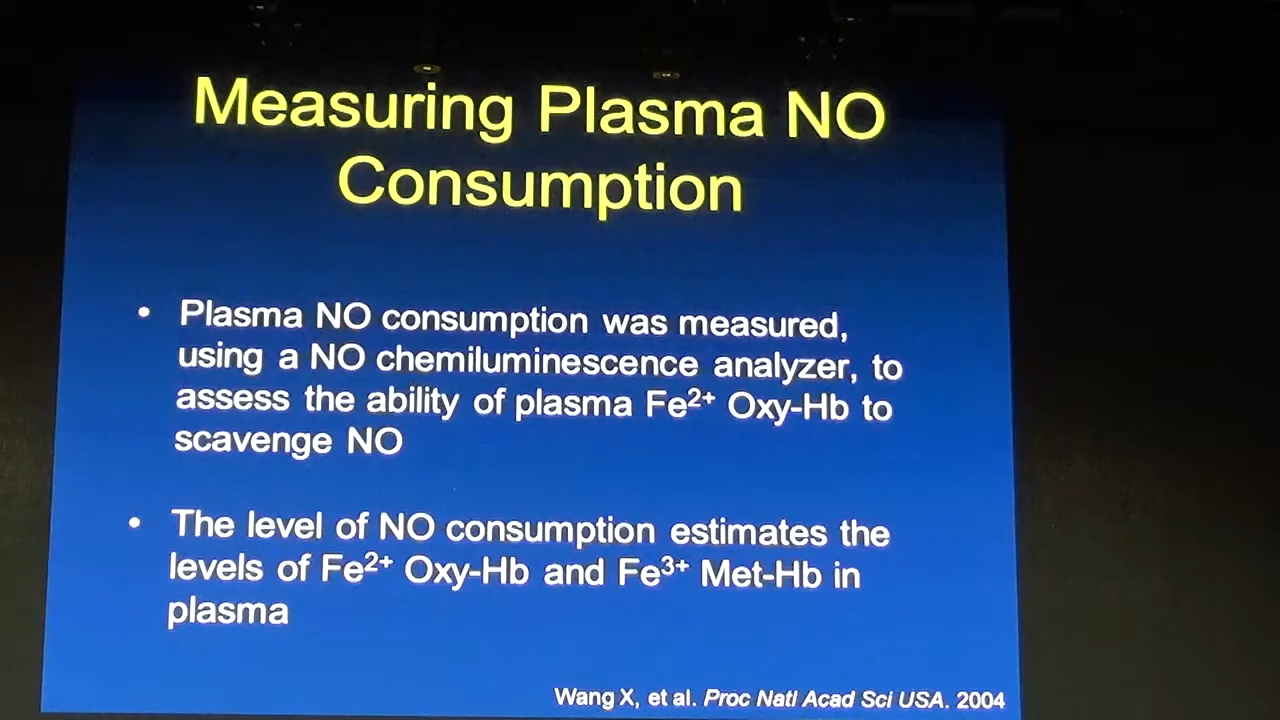 Measuring Plasma NO
Consumption
• Plasma NO consumption was measured,
using a NO chemiluminescence analyzer, to
assess the ability of plasma Fe²⁺ Oxy-Hb to
scavenge NO
• The level of NO consumption estimates the
levels of Fe²⁺ Oxy-Hb and Fe³⁺ Met-Hb in
plasma
Wang X, et al. Proc Natl Acad Sci USA. 2004